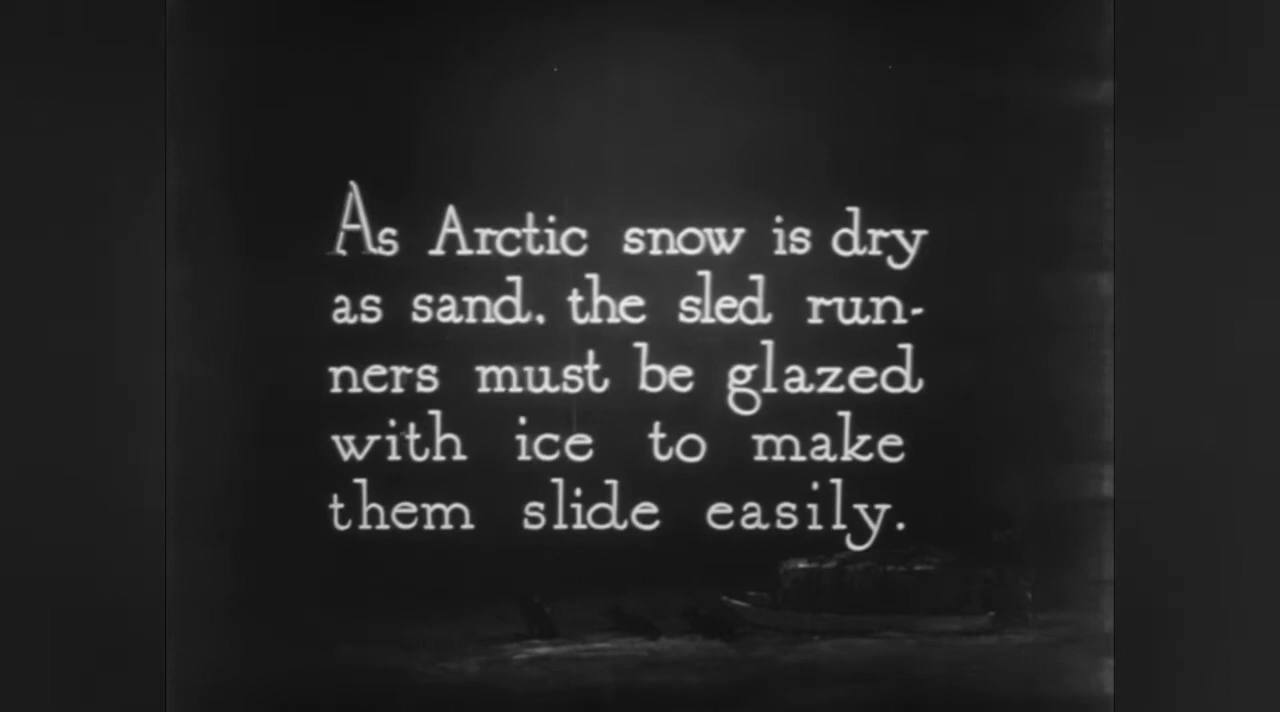 As Arctic snow is dry
as sand, the sled run-
ners must be glazed
with ice to make
them slide easily.